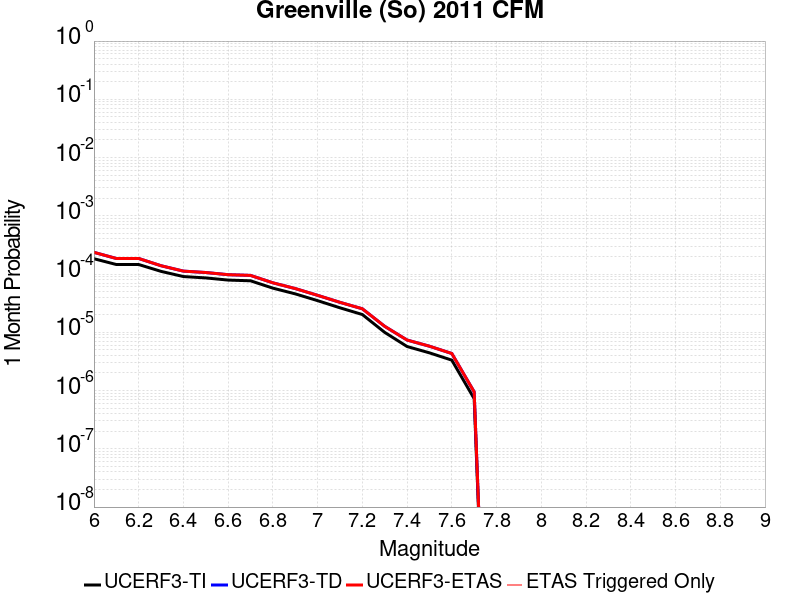 Greenville (So) 2011 CFM
10^0
10^-1
10^-2
10^-3
10^-4
10^-5
10^-6
10^-7
10^-8
1 Month Probability
6 6.2 6.4 6.6 6.8 7 7.2 7.4 7.6 7.8 8 8.2 8.4 8.6 8.8 9
Magnitude
UCERF3-TI UCERF3-TD UCERF3-ETAS ETAS Triggered Only